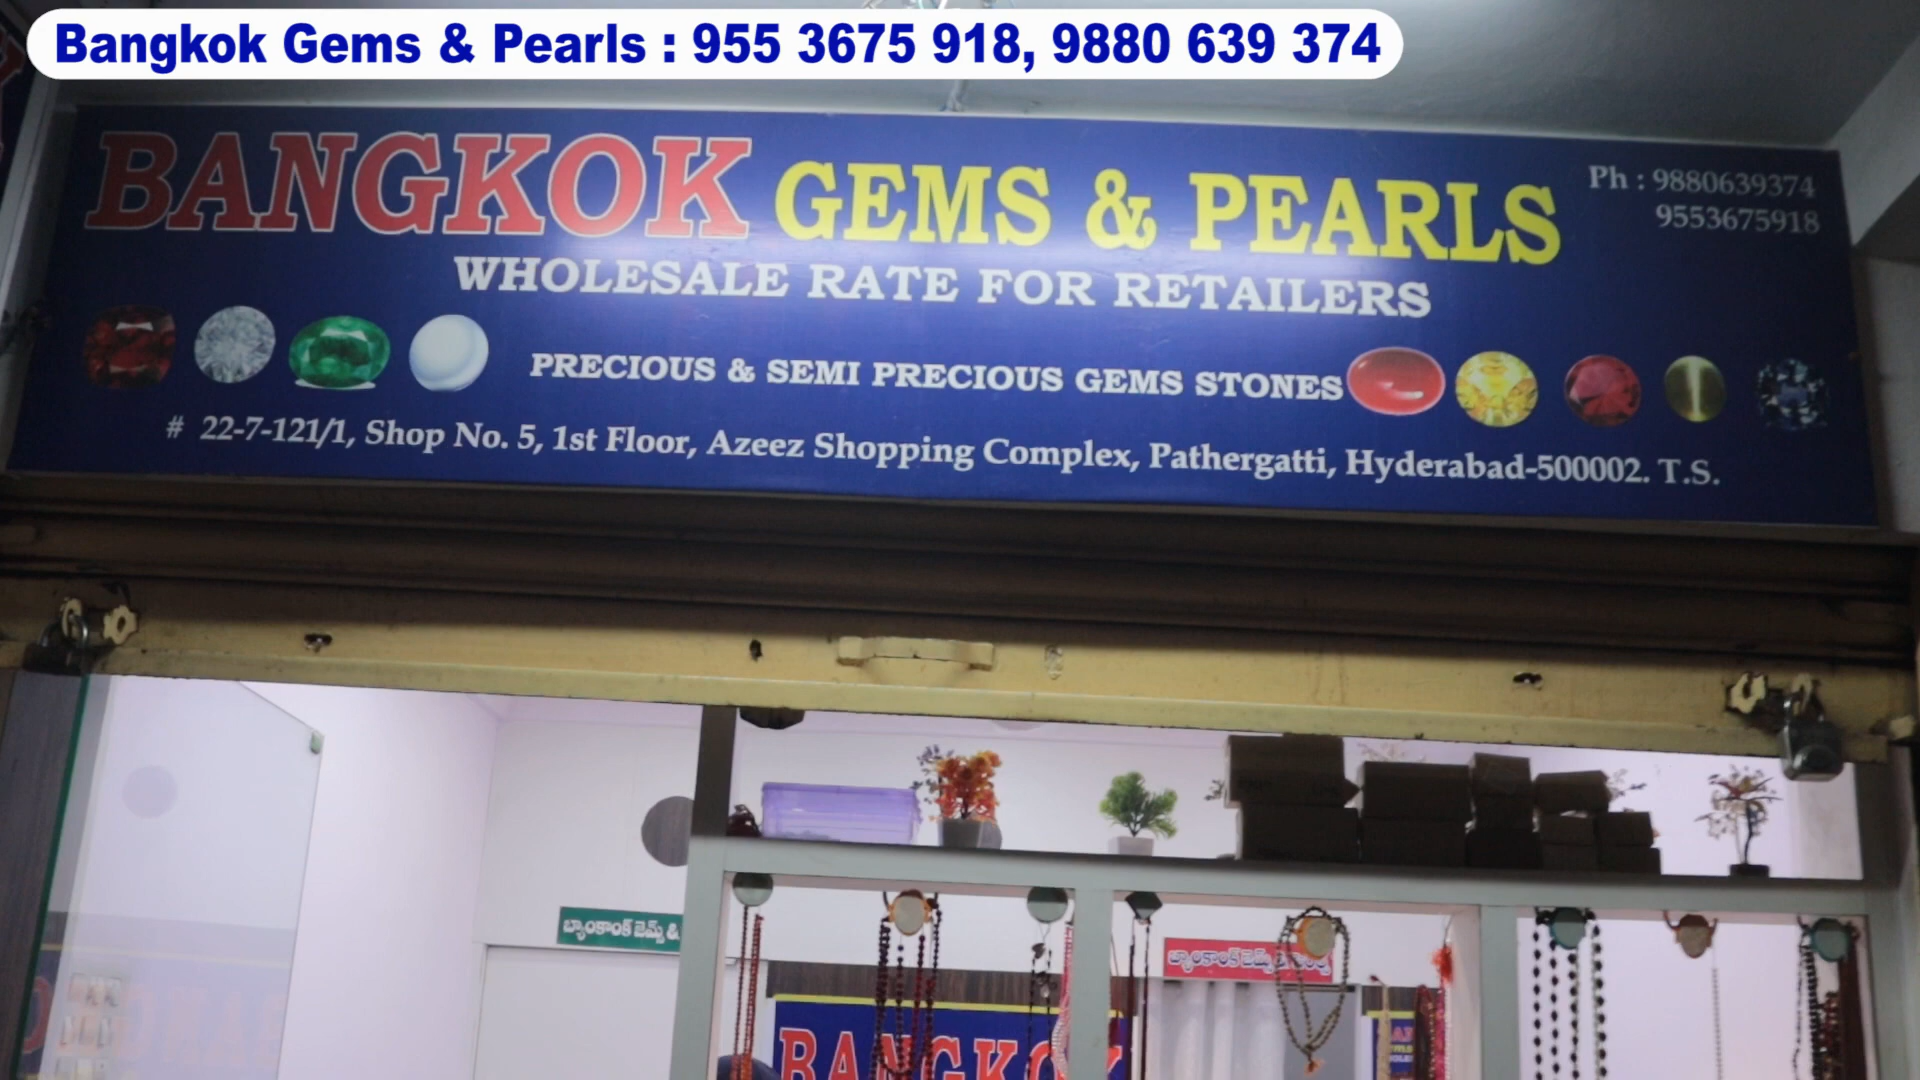 Bangkok Gems & Pearls : 955 3675 918, 9880 639 374
BANGKOK GEMS & PEARLS
Ph : 9880639374
9553675918
WHOLESALE RATE FOR RETAILERS
PRECIOUS & SEMI PRECIOUS GEMS STONES
# 22-7-121/1, Shop No. 5, 1st Floor, Azeez Shopping Complex, Pathergatti, Hyderabad-500002. T.S.
బ్యాంకాంక్ జెమ్స్ &
బ్యాంకాంక్ జెమ్స్ &
BANGKOK